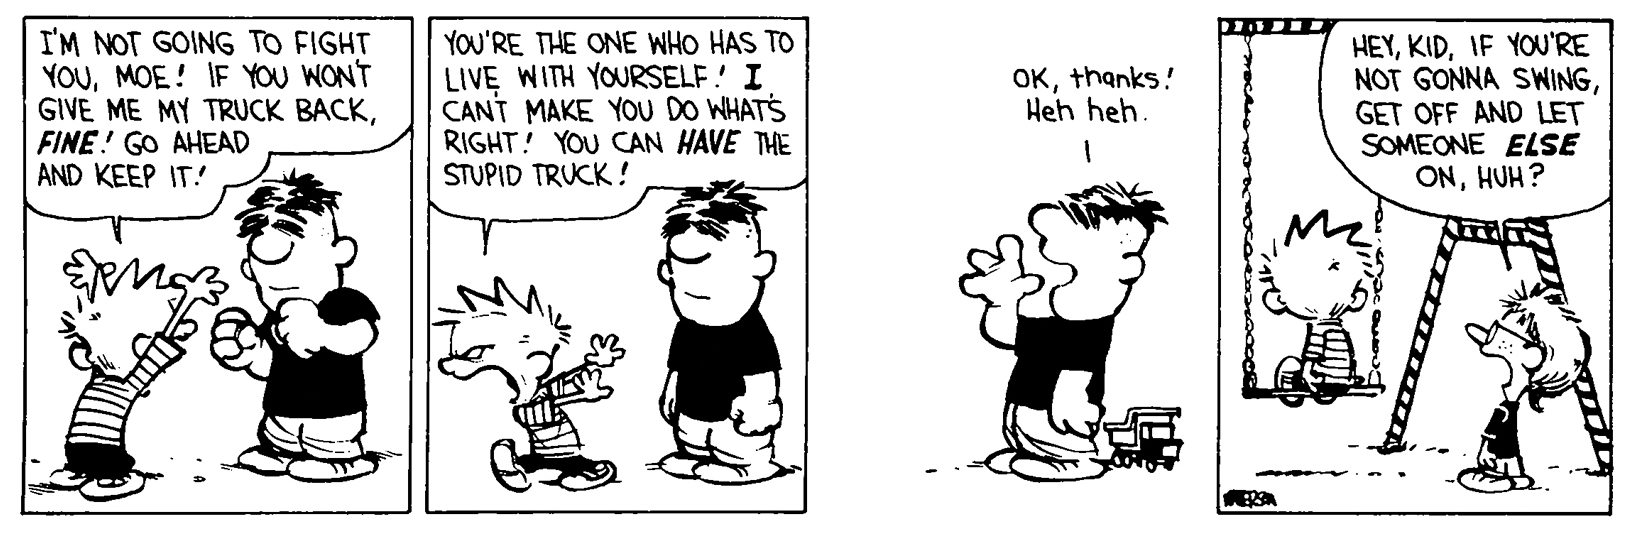 I'M NOT GOING TO FIGHT
YOU, MOE! IF YOU WON'T
GIVE ME MY TRUCK BACK,
FINE! GO AHEAD
AND KEEP IT!
YOU'RE THE ONE WHO HAS TO
LIVE WITH YOURSELF! I
CAN'T MAKE YOU DO WHAT'S
RIGHT! YOU CAN HAVE THE
STUPID TRUCK!
OK, thanks!
Heh heh.
HEY, KID, IF YOU'RE
NOT GONNA SWING,
GET OFF AND LET
SOMEONE ELSE
ON, HUH?